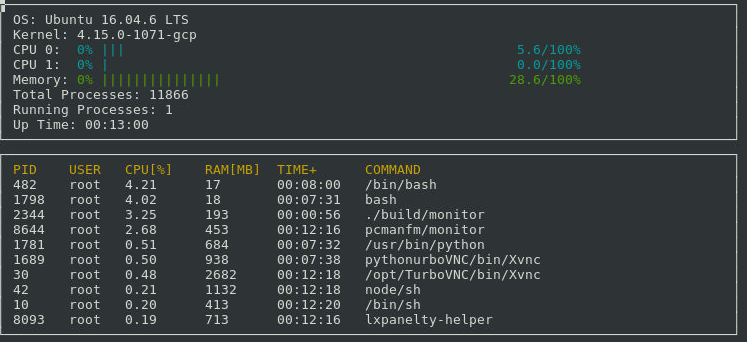 OS: Ubuntu 16.04.6 LTS
Kernel: 4.15.0-1071-gcp
CPU 0: 0% ||| 5.6/100%
CPU 1: 0% | 0.0/100%
Memory: 0% ||||||||||||||| 28.6/100%
Total Processes: 11866
Running Processes: 1
Up Time: 00:13:00
PID USER CPU[%] RAM[MB] TIME+ COMMAND
482 root 4.21 17 00:08:00 /bin/bash
1798 root 4.02 18 00:07:31 bash
2344 root 3.25 193 00:00:56 ./build/monitor
8644 root 2.68 453 00:12:16 pcmanfm/monitor
1781 root 0.51 684 00:07:32 /usr/bin/python
1689 root 0.50 938 00:07:38 pythonurboVNC/bin/Xvnc
30 root 0.48 2682 00:12:18 /opt/TurboVNC/bin/Xvnc
42 root 0.21 1132 00:12:18 node/sh
10 root 0.20 413 00:12:20 /bin/sh
8093 root 0.19 713 00:12:16 lxpanelty-helper